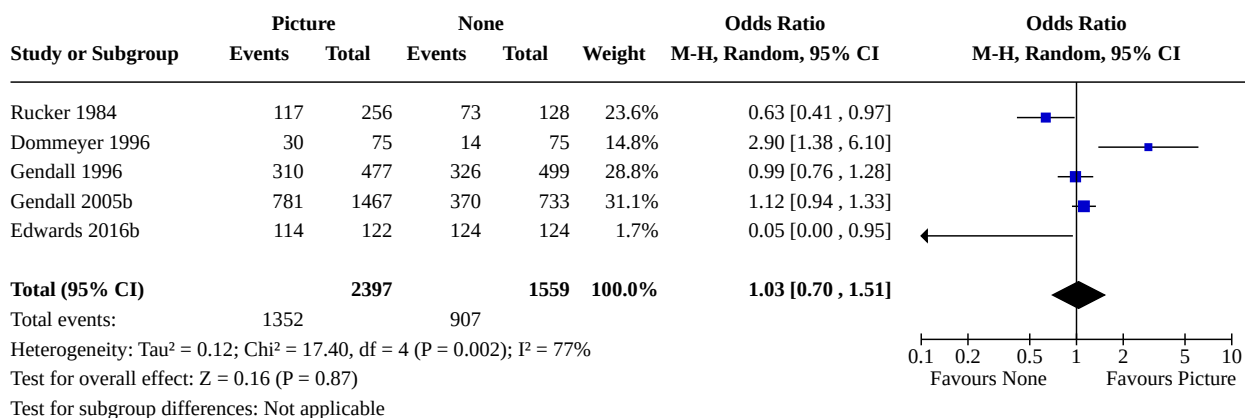 Picture None Odds Ratio Odds Ratio
Study or Subgroup Events Total Events Total Weight M-H, Random, 95% CI M-H, Random, 95% CI
Rucker 1984 117 256 73 128 23.6% 0.63 [0.41 , 0.97]
Dommeyer 1996 30 75 14 75 14.8% 2.90 [1.38 , 6.10]
Gendall 1996 310 477 326 499 28.8% 0.99 [0.76 , 1.28]
Gendall 2005b 781 1467 370 733 31.1% 1.12 [0.94 , 1.33]
Edwards 2016b 114 122 124 124 1.7% 0.05 [0.00 , 0.95]
Total (95% CI) 2397 1559 100.0% 1.03 [0.70 , 1.51]
Total events: 1352 907
Heterogeneity: Tau² = 0.12; Chi² = 17.40, df = 4 (P = 0.002); I² = 77%
0.1 0.2 0.5 1 2 5 10
Test for overall effect: Z = 0.16 (P = 0.87)
Favours None Favours Picture
Test for subgroup differences: Not applicable